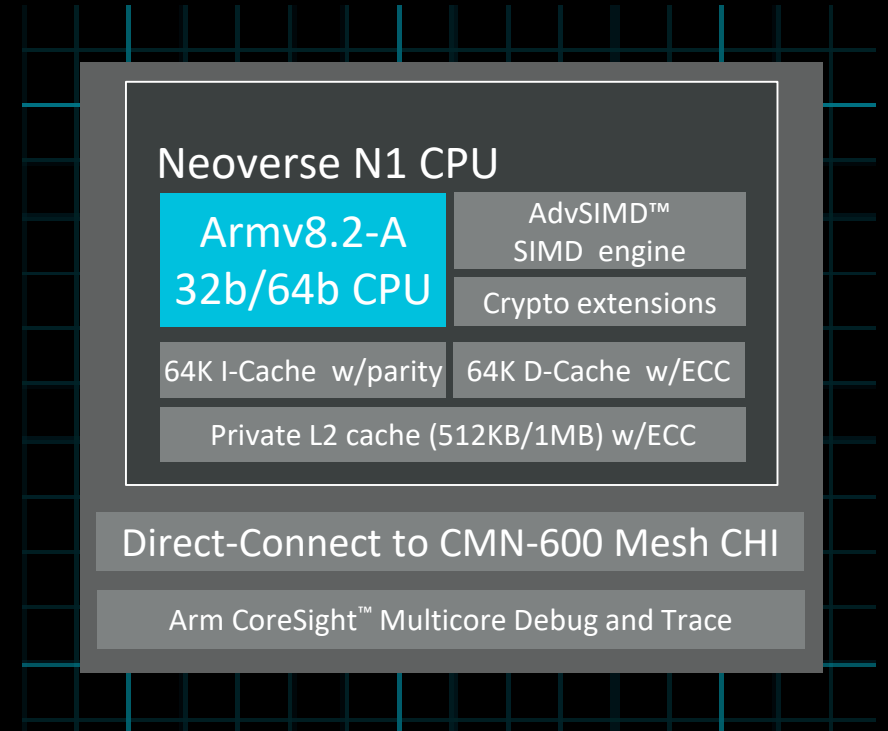 Neoverse N1 CPU
Armv8.2-A
32b/64b CPU
AdvSIMD™
SIMD engine
Crypto extensions
64K I-Cache w/parity
64K D-Cache w/ECC
Private L2 cache (512KB/1MB) w/ECC
Direct-Connect to CMN-600 Mesh CHI
Arm CoreSight™ Multicore Debug and Trace